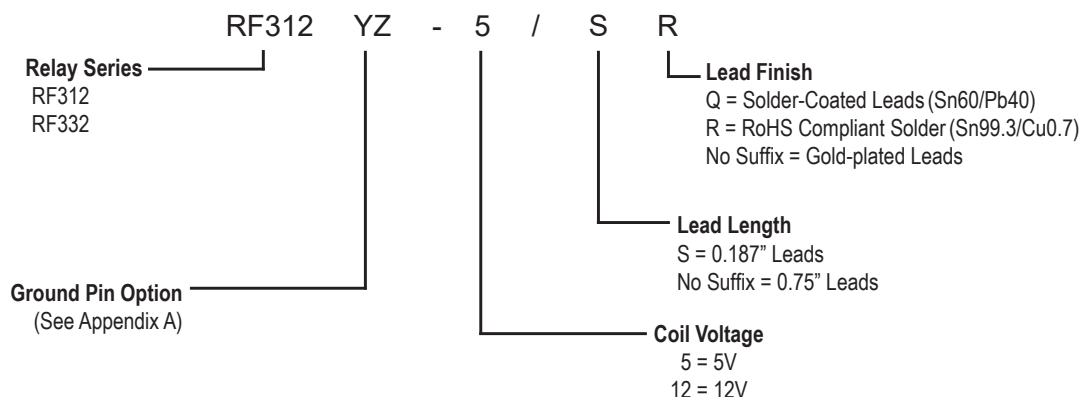 RF312 YZ - 5 / S R
Relay Series
RF312
RF332
Lead Finish
Q = Solder-Coated Leads (Sn60/Pb40)
R = RoHS Compliant Solder (Sn99.3/Cu0.7)
No Suffix = Gold-plated Leads
Lead Length
S = 0.187” Leads
No Suffix = 0.75” Leads
Ground Pin Option
(See Appendix A)
Coil Voltage
5 = 5V
12 = 12V